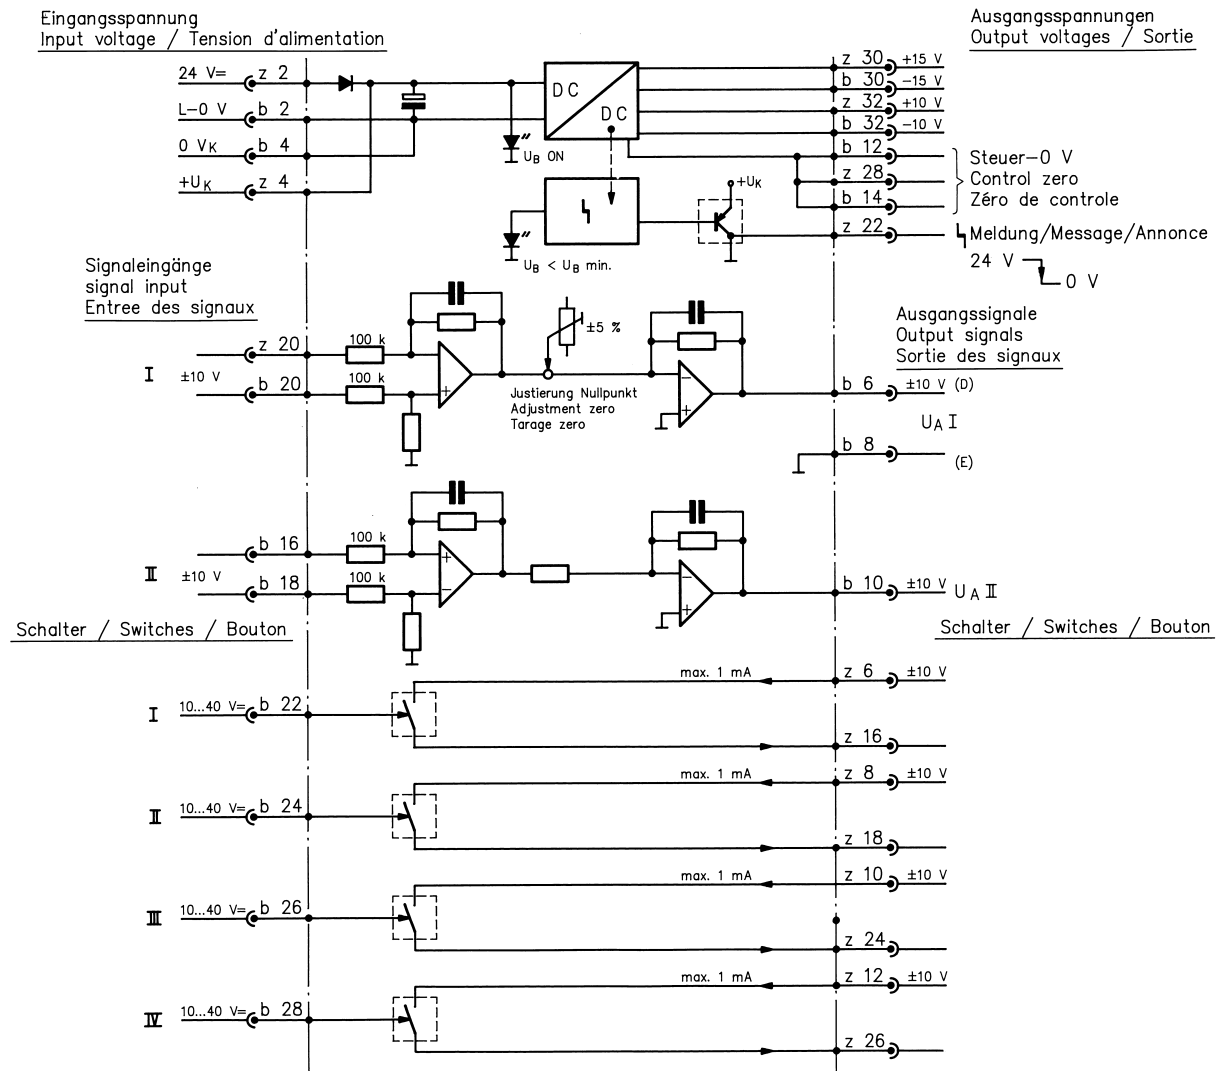 Eingangsspannung
Input voltage / Tension d'alimentation
24 V= z 2
L-0 V b 2
0 VK b 4
+UK z 4
DC
DC
UB ON
UB < UB min.
+UK
Ausgangsspannungen
Output voltages / Sortie
z 30 +15 V
b 30 -15 V
z 32 +10 V
b 32 -10 V
b 12
z 28
b 14
Steuer-0 V
Control zero
Zéro de controle
z 22
Meldung/Message/Annonce
24 V
0 V
Signaleingänge
signal input
Entree des signaux
I
z 20
±10 V
b 20
100 k
100 k
+
±5 %
Justierung Nullpunkt
Adjustment zero
Tarage zero
−
+
Ausgangssignale
Output signals
Sortie des signaux
b 6 ±10 V (D)
UA I
b 8
(E)
II
b 16
±10 V
b 18
100 k
100 k
+
−
−
+
b 10 ±10 V UA II
Schalter / Switches / Bouton
Schalter / Switches / Bouton
I 10...40 V= b 22
max. 1 mA z 6 ±10 V
z 16
II 10...40 V= b 24
max. 1 mA z 8 ±10 V
z 18
III 10...40 V= b 26
max. 1 mA z 10 ±10 V
z 24
IV 10...40 V= b 28
max. 1 mA z 12 ±10 V
z 26